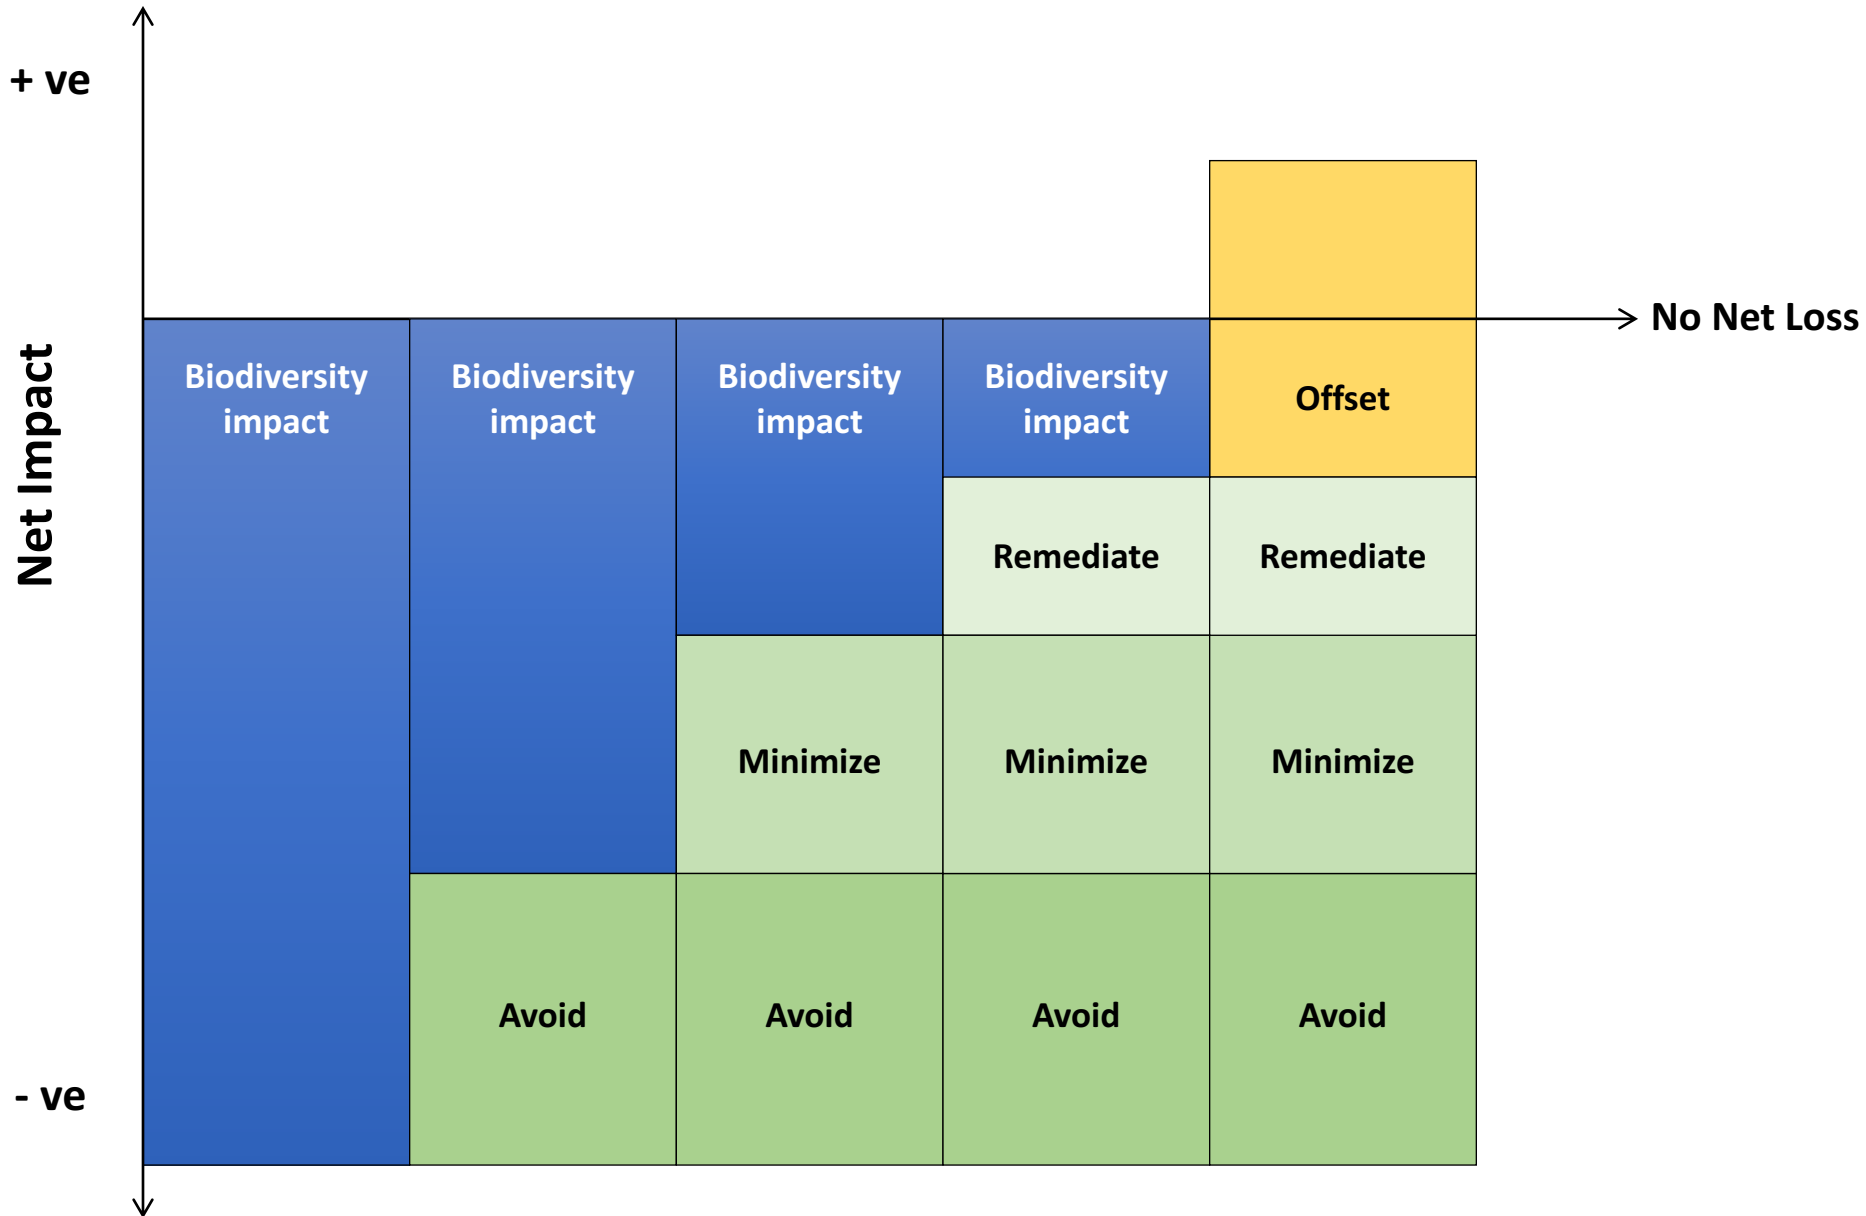 + ve
No Net Loss
Net Impact
Biodiversity
impact
Biodiversity
impact
Biodiversity
impact
Biodiversity
impact
Offset
Remediate
Remediate
Minimize
Minimize
Minimize
Avoid
Avoid
Avoid
Avoid
- ve